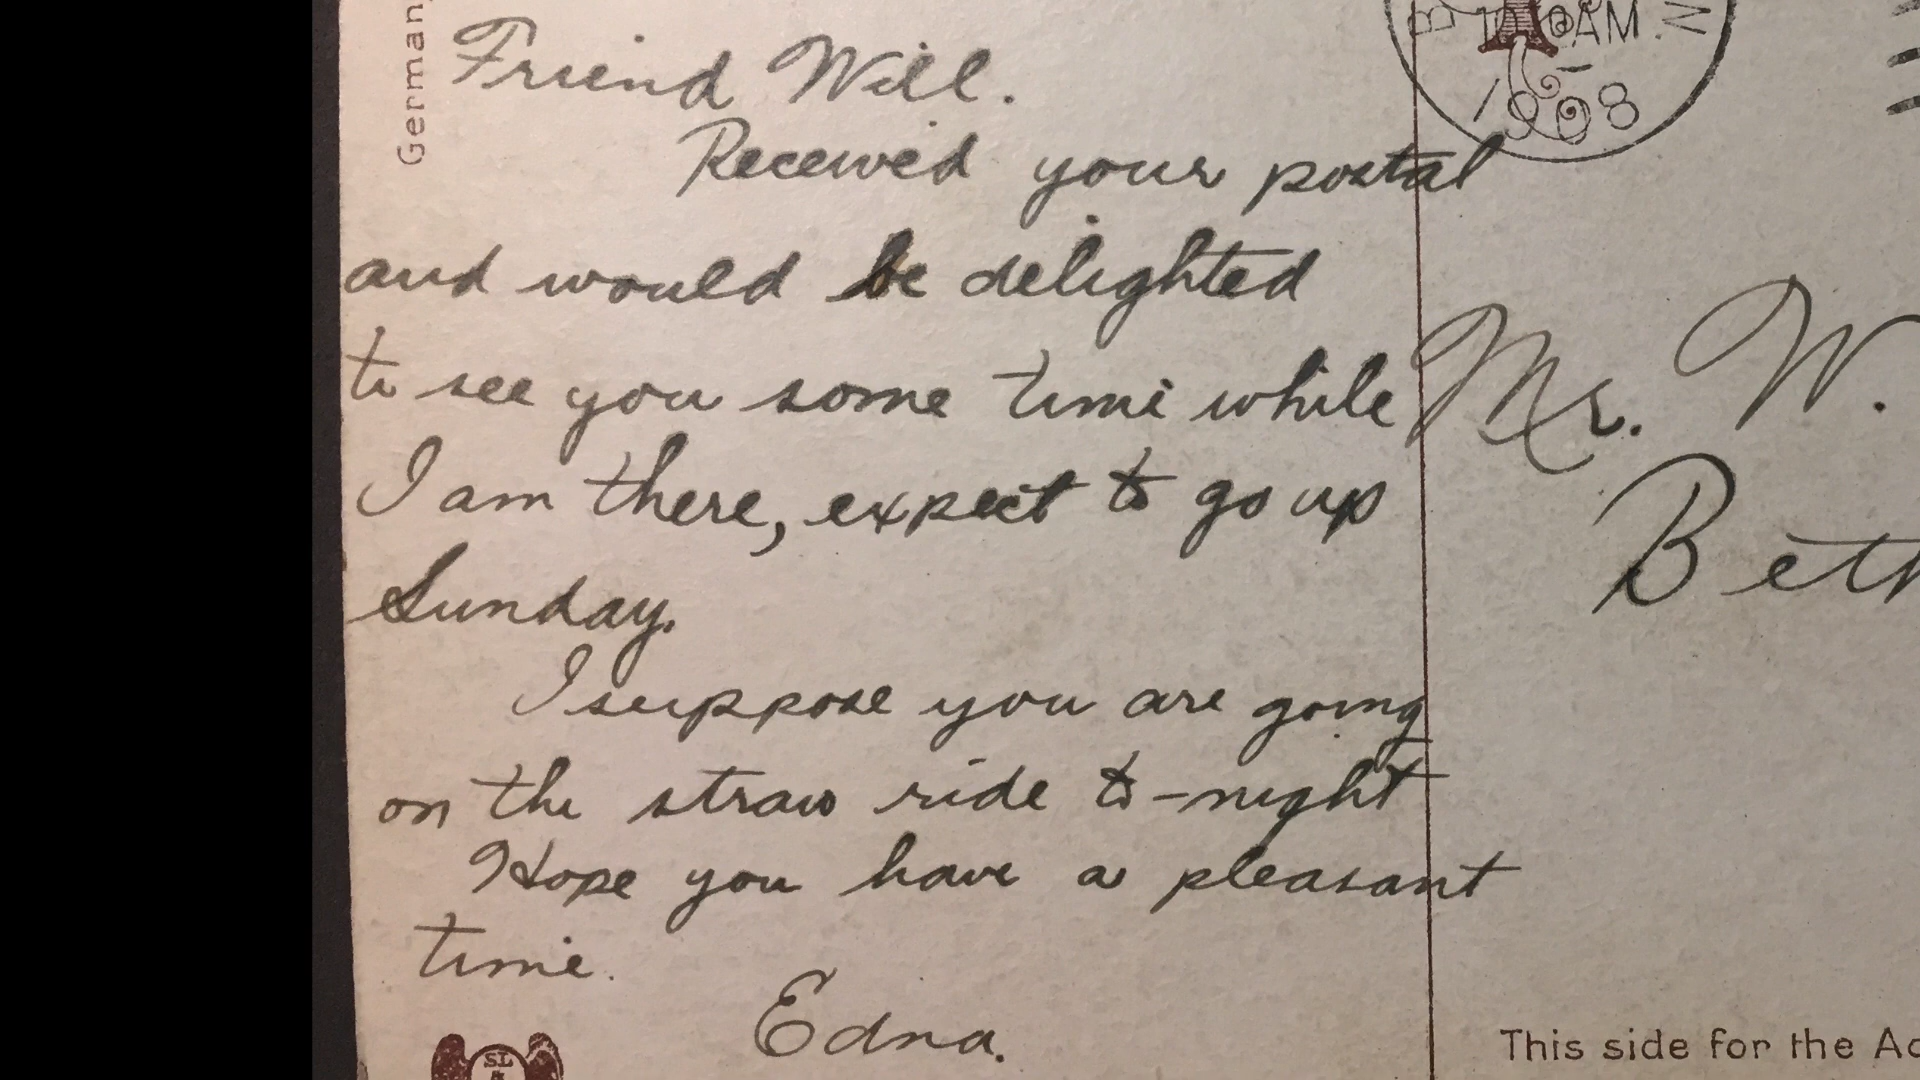 German
Friend Will.
Received your postal
and would be delighted
to see you some time while
I am there, expect to go up
Sunday.
I suppose you are going
on the straw ride to-night
Hope you have a pleasant
time.
Edna.
AM.
1908
Mr. W.
Beth
This side for the Ad
SL